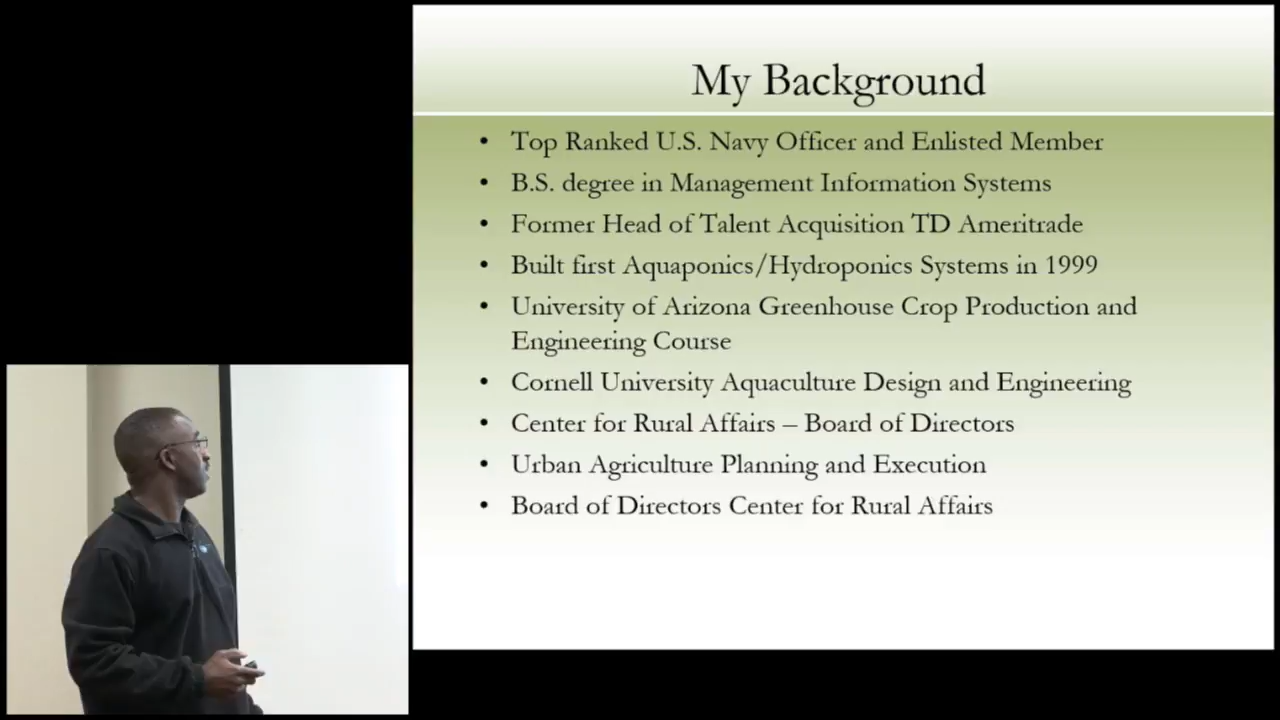 My Background
• Top Ranked U.S. Navy Officer and Enlisted Member
• B.S. degree in Management Information Systems
• Former Head of Talent Acquisition TD Ameritrade
• Built first Aquaponics/Hydroponics Systems in 1999
• University of Arizona Greenhouse Crop Production and
Engineering Course
• Cornell University Aquaculture Design and Engineering
• Center for Rural Affairs – Board of Directors
• Urban Agriculture Planning and Execution
• Board of Directors Center for Rural Affairs